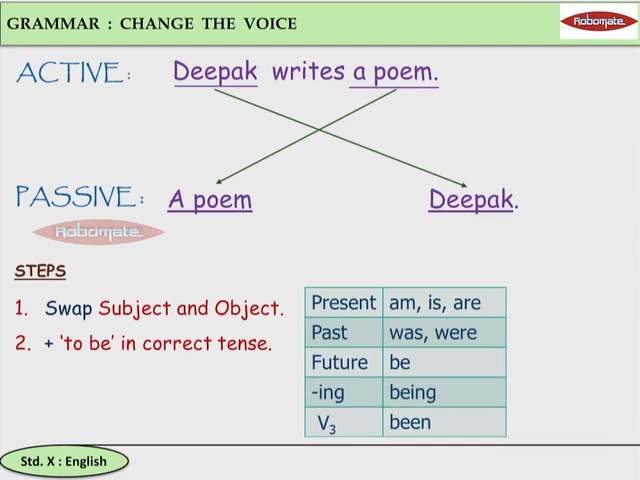 GRAMMAR : CHANGE THE VOICE
Robomate
ACTIVE : Deepak writes a poem.
PASSIVE : A poem Deepak.
Robomate
STEPS
1. Swap Subject and Object.
2. + ‘to be’ in correct tense.
Present am, is, are
Past was, were
Future be
-ing being
V3 been
Std. X : English